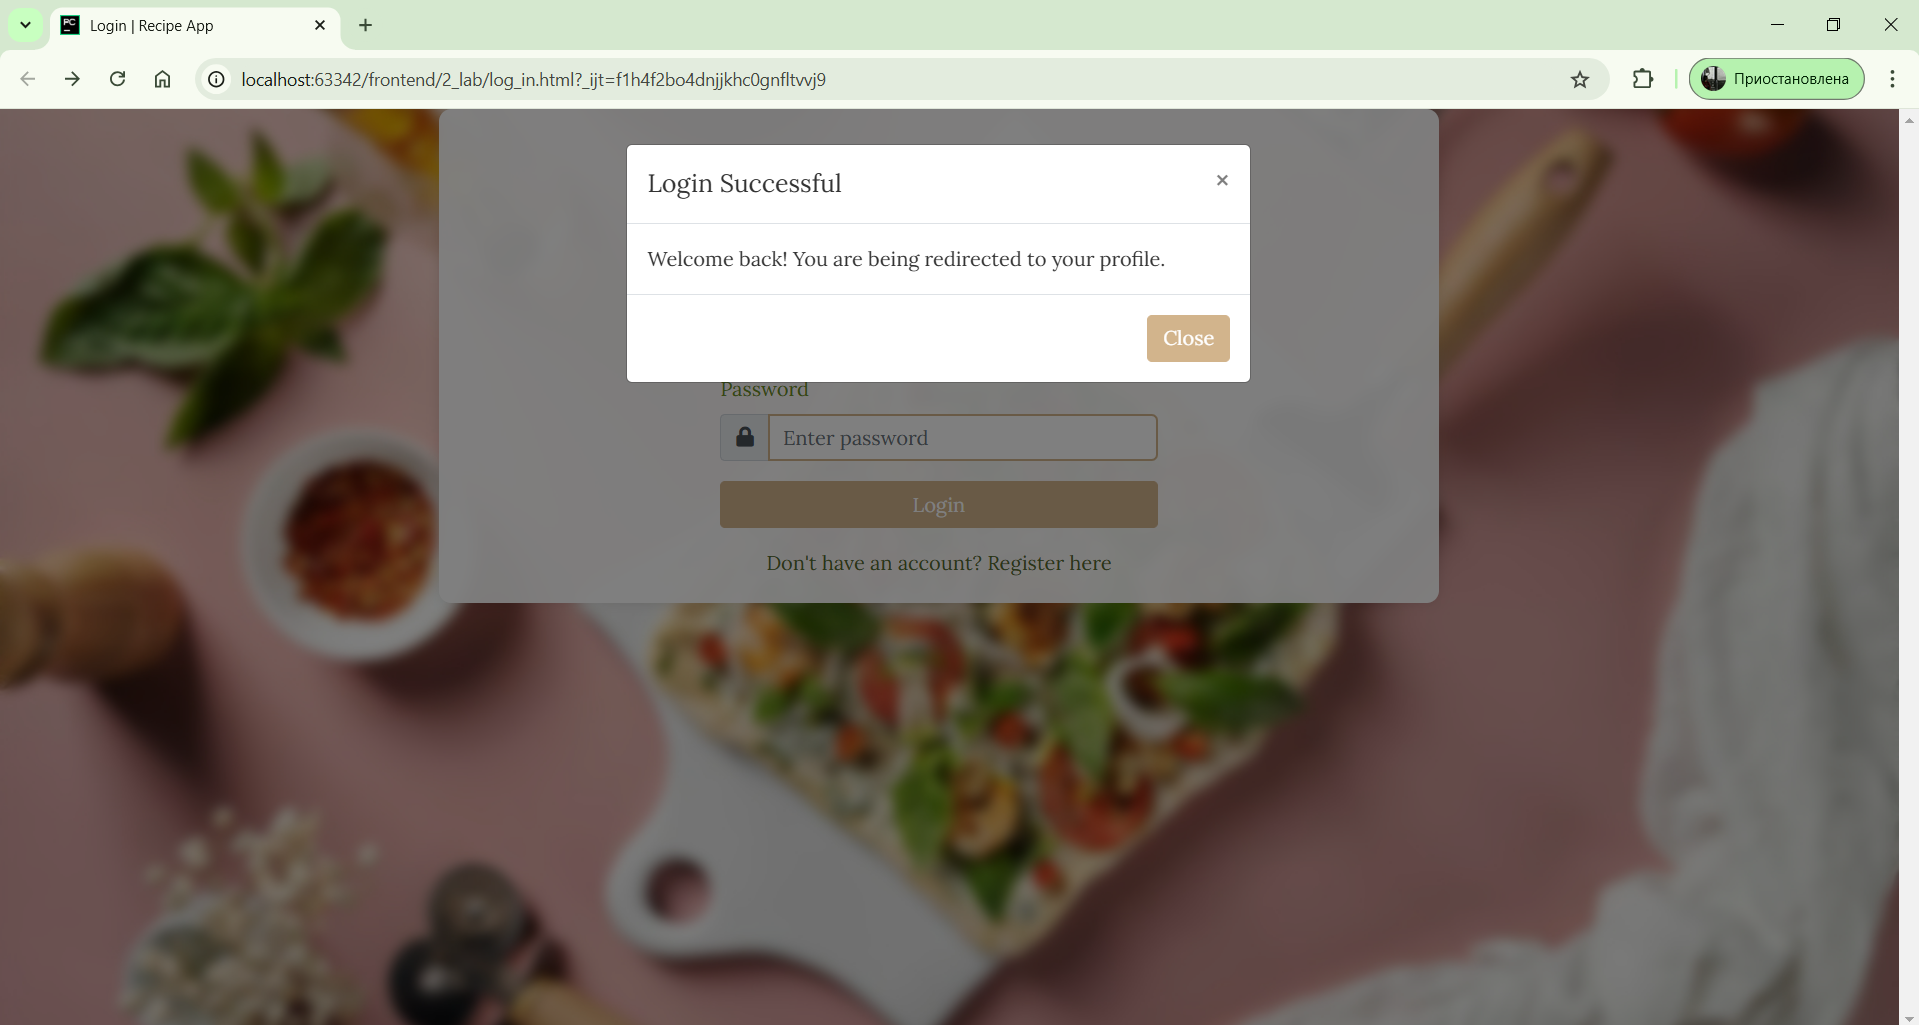 Login | Recipe App
localhost:63342/frontend/2_lab/log_in.html?_ijt=f1h4f2bo4dnjjkhc0gnfltvvj9
Приостановлена
Login Successful
Welcome back! You are being redirected to your profile.
Close
Password
Enter password
Login
Don't have an account? Register here